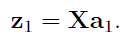 z₁ = Xa₁.